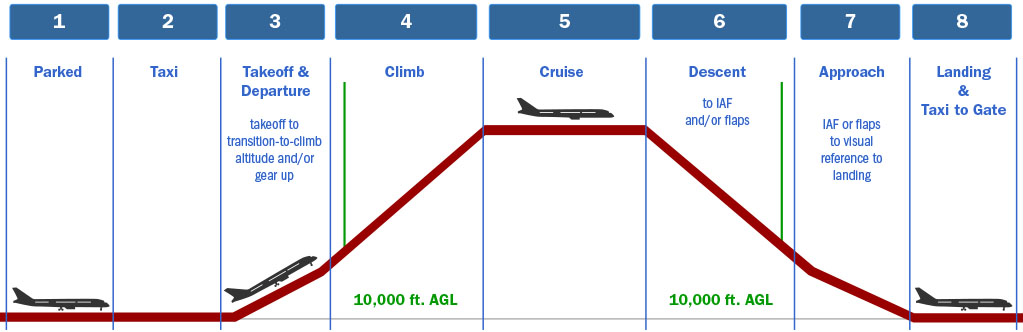 1
2
3
4
5
6
7
8
Parked
Taxi
Takeoff &
Departure
takeoff to
transition-to-climb
altitude and/or
gear up
Climb
Cruise
Descent
to IAF
and/or flaps
Approach
IAF or flaps
to visual
reference to
landing
Landing
&
Taxi to Gate
10,000 ft. AGL
10,000 ft. AGL